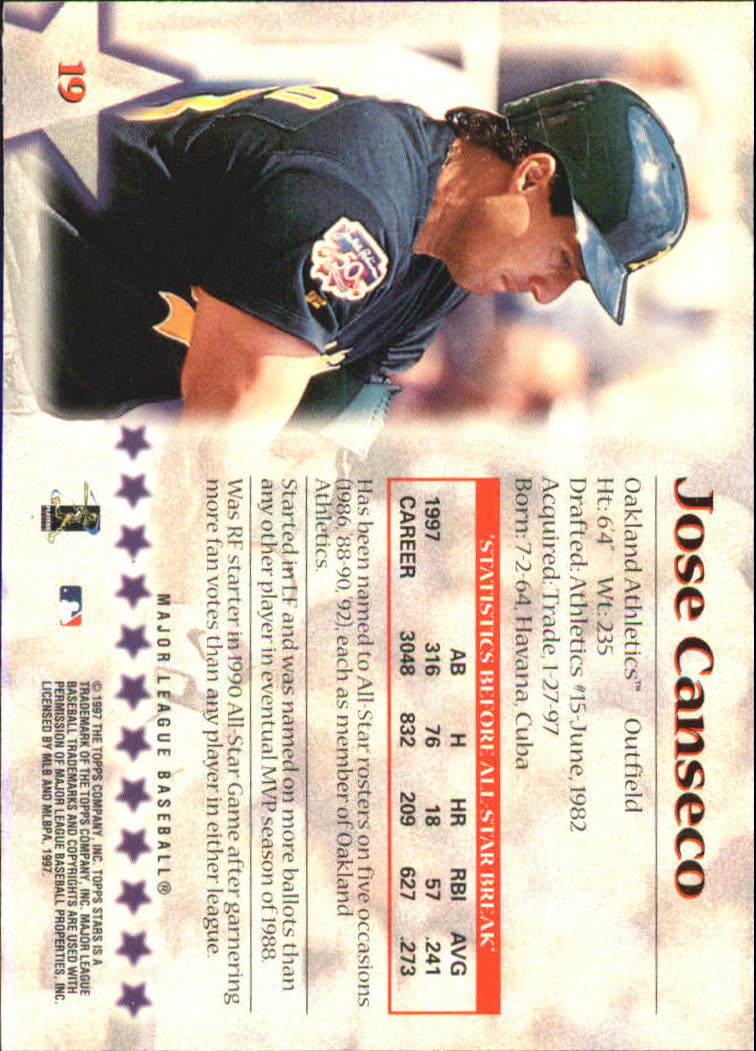 Jose Canseco
Oakland Athletics™ Outfield
Ht: 6'4" Wt: 235
Drafted: Athletics #15-June, 1982
Acquired: Trade, 1-27-97
Born: 7-2-64, Havana, Cuba
'STATISTICS BEFORE ALL-STAR BREAK'
AB H HR RBI AVG
1997 316 76 18 57 .241
CAREER 3048 832 209 627 .273
Has been named to All-Star rosters on five occasions
(1986, '88-90, '92), each as member of Oakland
Athletics.
Started in LF and was named on more ballots than
any other player in eventual MVP season of 1988.
Was RF starter in 1990 All-Star Game after garnering
more fan votes than any player in either league.
MAJOR LEAGUE BASEBALL®
© 1997 THE TOPPS COMPANY, INC. TOPPS STARS IS A
TRADEMARK OF THE TOPPS COMPANY, INC. MAJOR LEAGUE
BASEBALL TRADEMARKS AND COPYRIGHTS ARE USED WITH
PERMISSION OF MAJOR LEAGUE BASEBALL PROPERTIES, INC.
LICENSED BY MLB AND MLBPA, 1997.
19
50